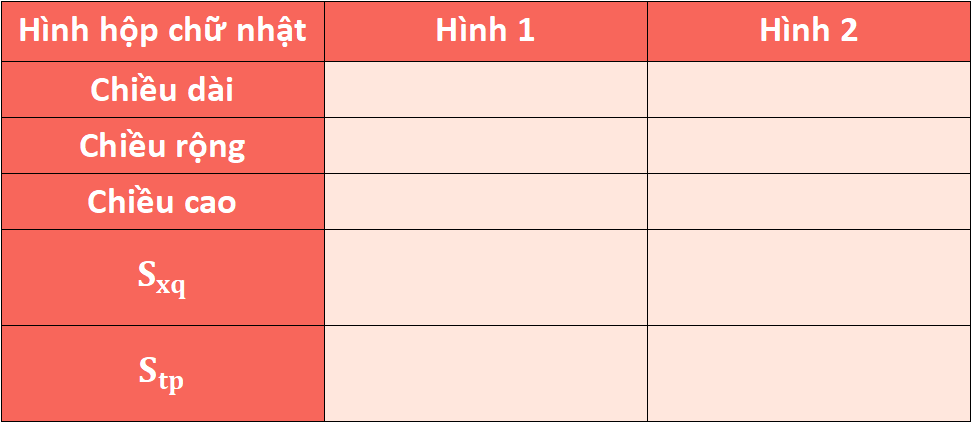 Hình hộp chữ nhật Hình 1 Hình 2
Chiều dài
Chiều rộng
Chiều cao
Sxq
Stp